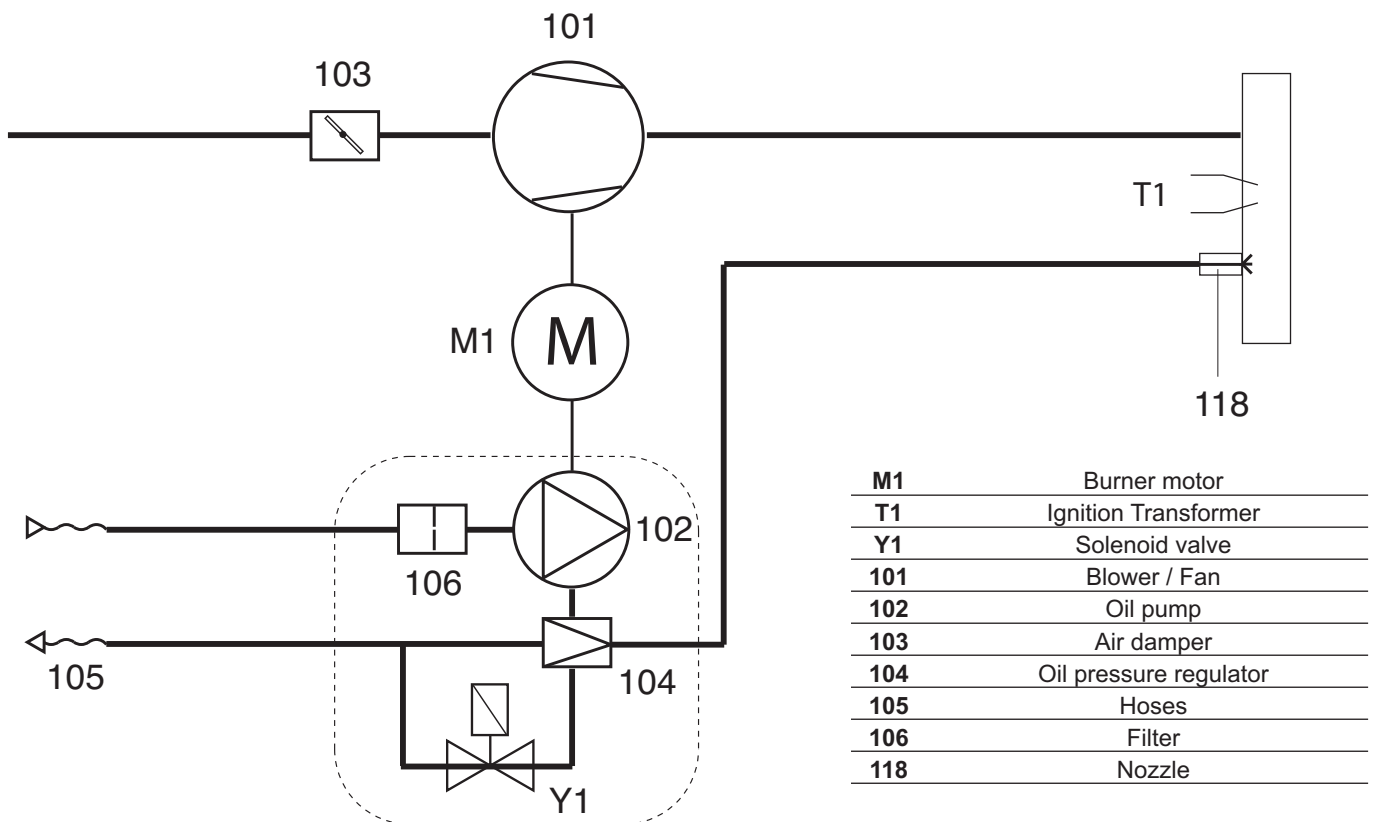 101
103
T1
M1 M
118
102
106
105
104
Y1
M1 Burner motor
T1 Ignition Transformer
Y1 Solenoid valve
101 Blower / Fan
102 Oil pump
103 Air damper
104 Oil pressure regulator
105 Hoses
106 Filter
118 Nozzle